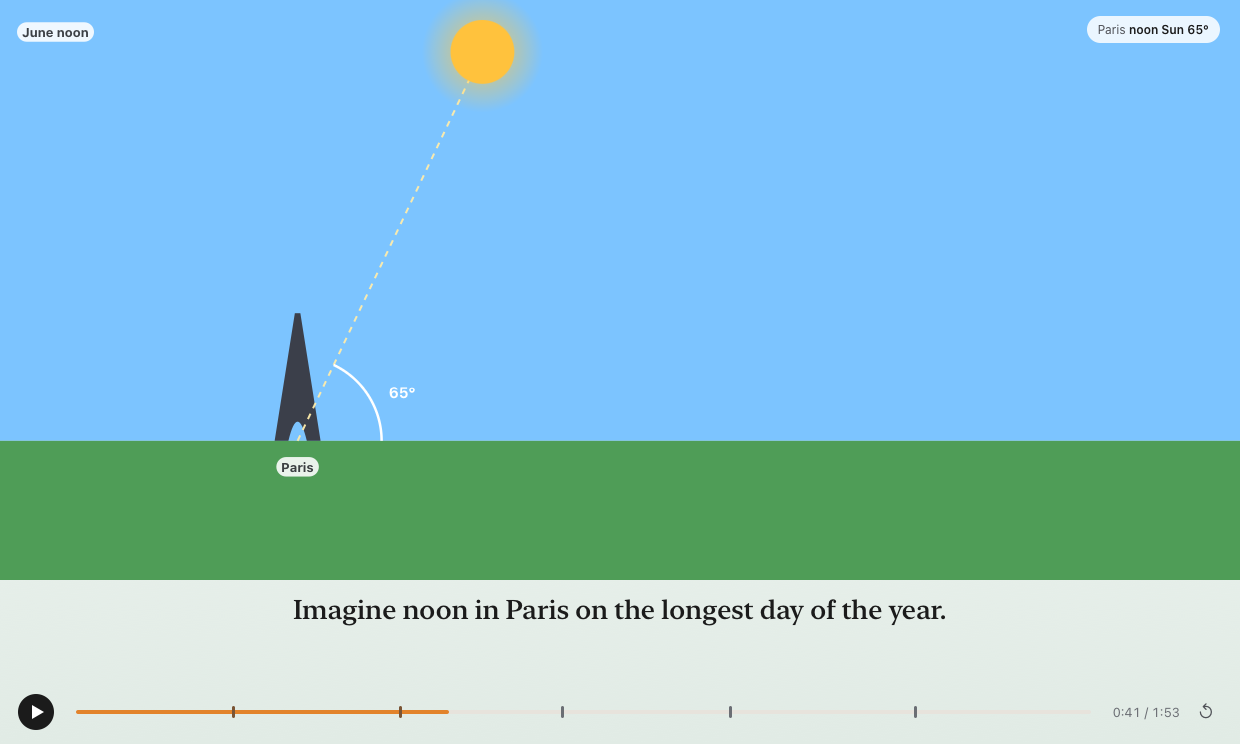 June noon
Paris noon Sun 65°
65°
Paris
Imagine noon in Paris on the longest day of the year.
0:41 / 1:53